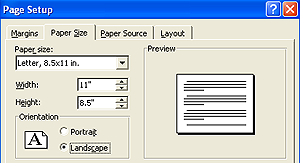 Page Setup
Margins Paper Size Paper Source Layout
Paper size:
Letter, 8.5x11 in.
Width: 11"
Height: 8.5"
Orientation
A
Portrait
Landscape
Preview